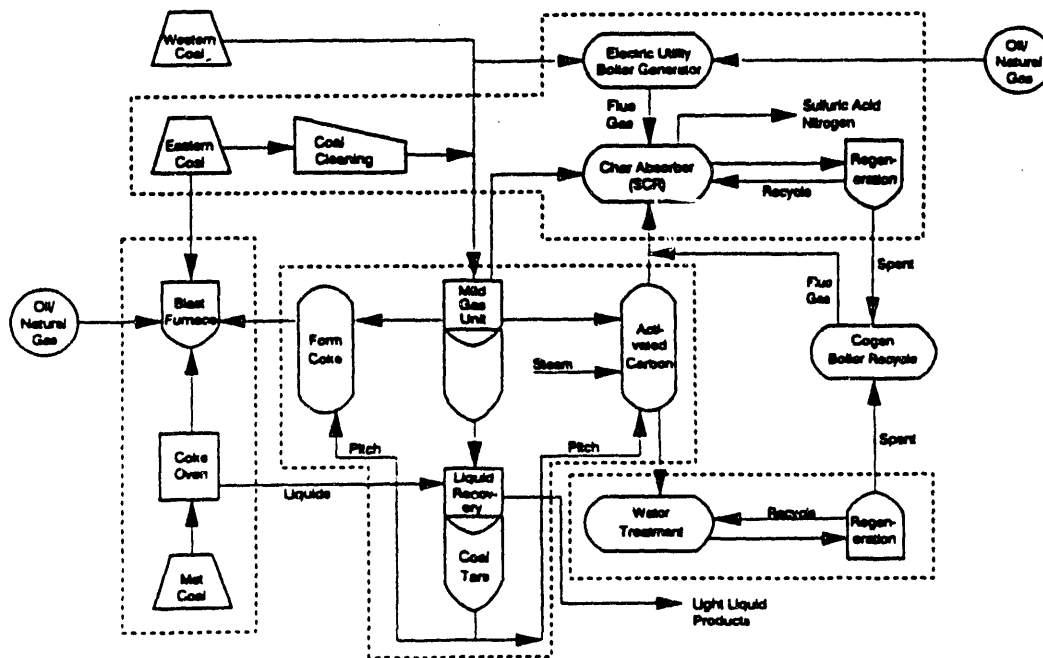 Western
Coal
Electric Utility
Boiler Generator
Oil/
Natural
Gas
Flue
Gas
Sulfuric Acid
Nitrogen
Eastern
Coal
Coal
Cleaning
Char Absorber
(SCR)
Regen-
eration
Recycle
Spent
Flue
Gas
Oil/
Natural
Gas
Blast
Furnace
Form
Coke
Mild
Gas
Unit
Acti-
vated
Carbon
Steam
Cogen
Boiler Recycle
Pitch
Pitch
Spent
Coke
Oven
Liquids
Liquid
Recov-
ery
Water
Treatment
Recycle
Regen-
eration
Coal
Tars
Met
Coal
Light Liquid
Products